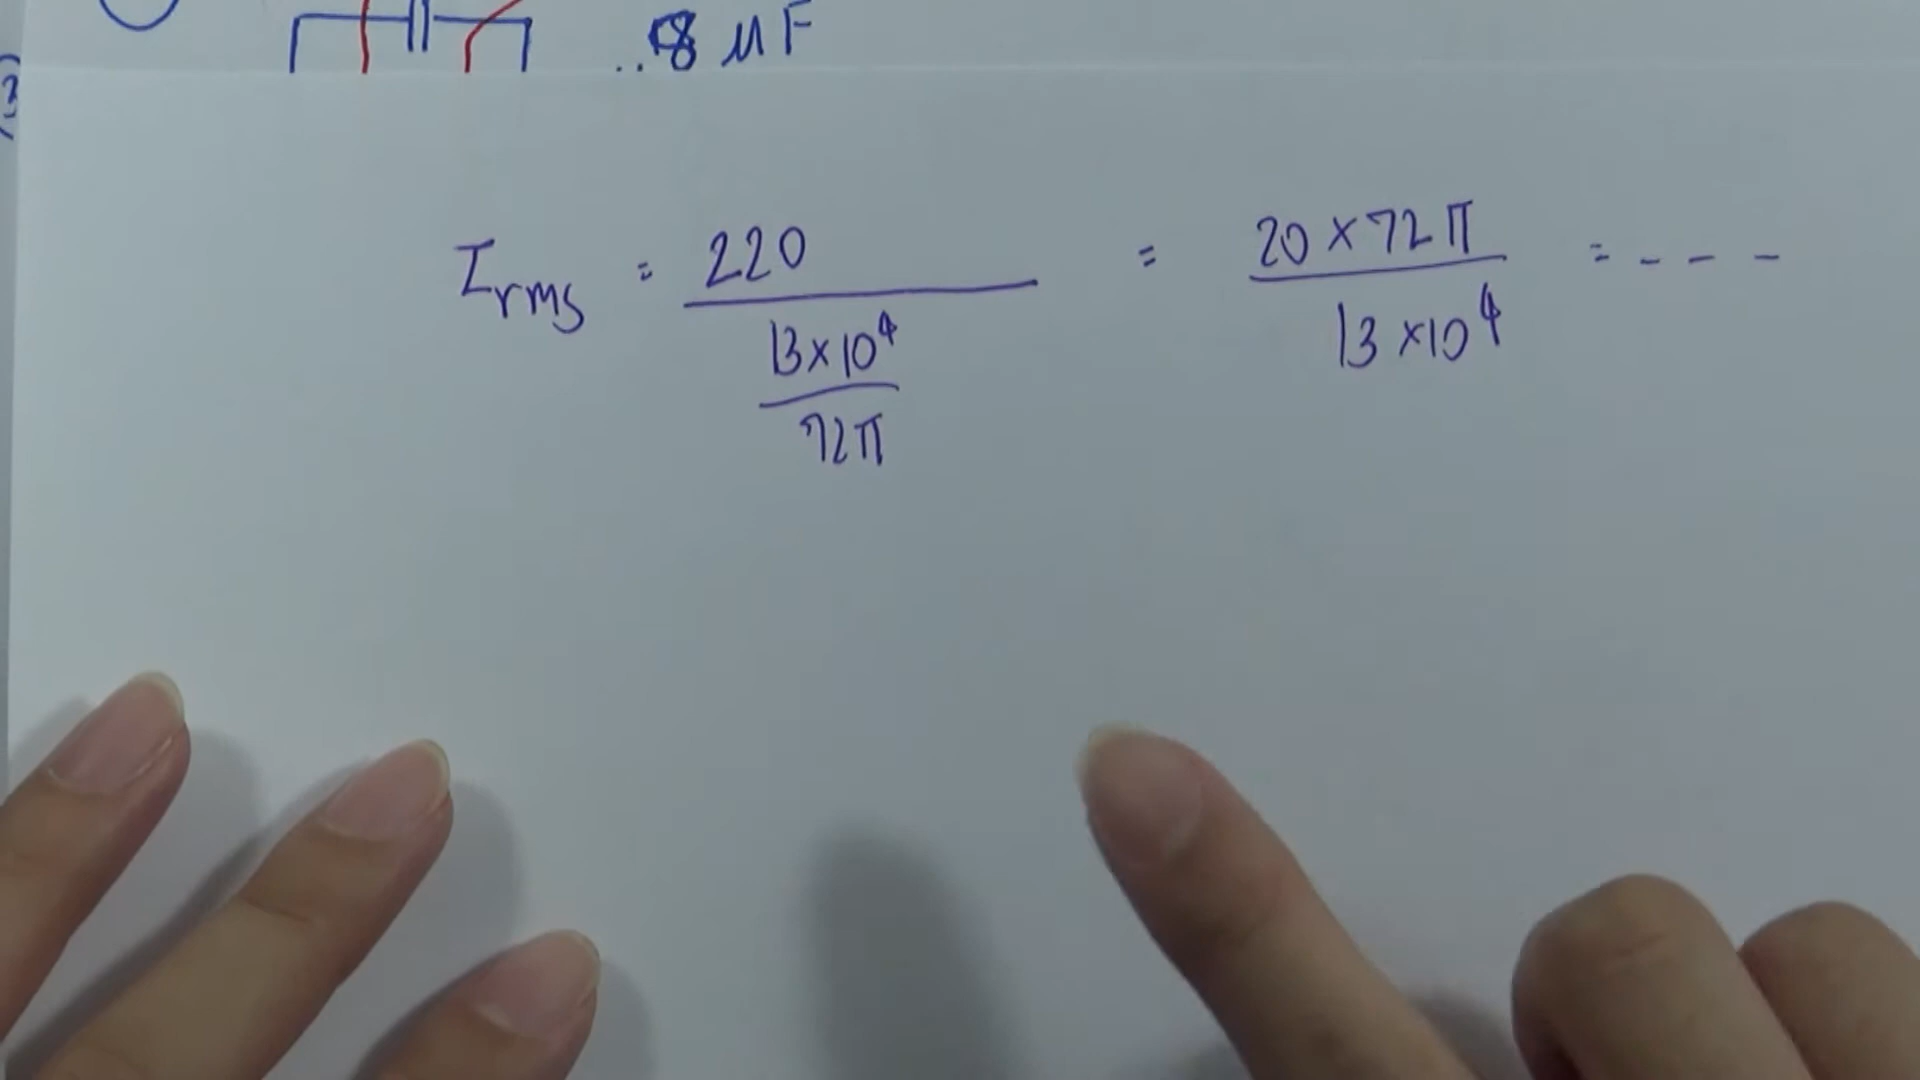 ..8 μF
Irms = 220 / (13×10⁴ / 72π) = 20×72π / 13×10⁴ = - - -